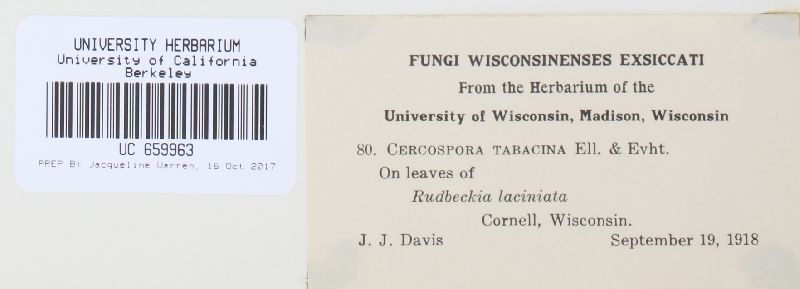 UNIVERSITY HERBARIUM
University of California
Berkeley
UC 659963
PREP BY Jacqueline Warren, 16 Oct 2017
FUNGI WISCONSINENSES EXSICCATI
From the Herbarium of the
University of Wisconsin, Madison, Wisconsin
80. CERCOSPORA TABACINA Ell. & Evht.
On leaves of
Rudbeckia laciniata
Cornell, Wisconsin.
J. J. Davis September 19, 1918